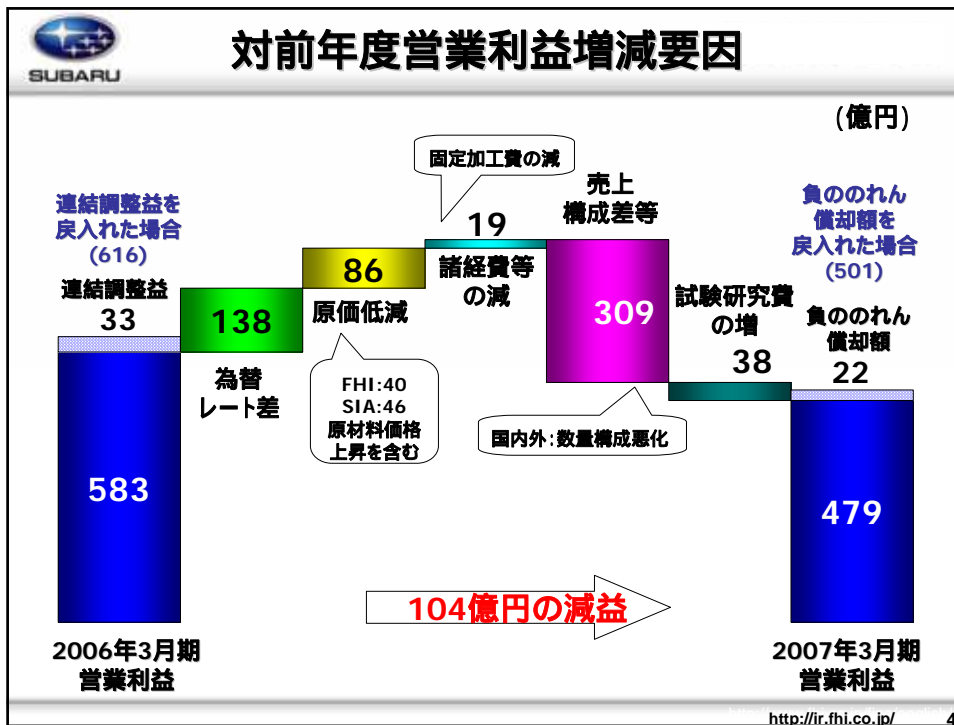 SUBARU
対前年度営業利益増減要因
(億円)
連結調整益を
戻入れた場合
(616)
連結調整益
33
583
2006年3月期
営業利益
138
為替
レート差
86
原価低減
FHI:40
SIA:46
原材料価格
上昇を含む
固定加工費の減
19
諸経費等
の減
売上
構成差等
309
国内外:数量構成悪化
試験研究費
の増
38
負ののれん
償却額を
戻入れた場合
(501)
負ののれん
償却額
22
479
2007年3月期
営業利益
104億円の減益
http://ir.fhi.co.jp/ 4